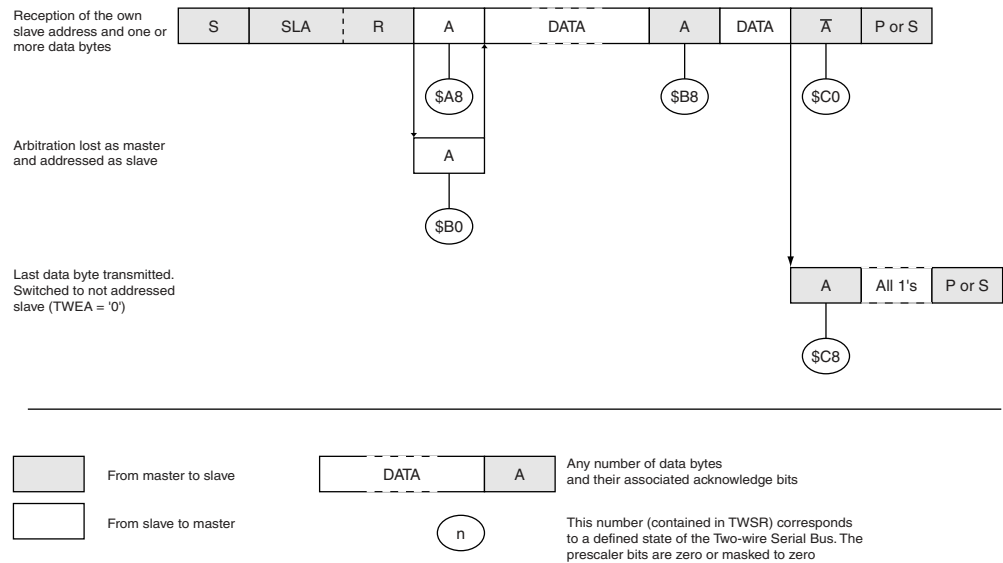 Reception of the own
slave address and one or
more data bytes
S SLA R A DATA A DATA A̅ P or S
$A8 $B8 $C0
Arbitration lost as master
and addressed as slave
A
$B0
Last data byte transmitted.
Switched to not addressed
slave (TWEA = '0')
A All 1's P or S
$C8
From master to slave
DATA A
Any number of data bytes
and their associated acknowledge bits
From slave to master
n
This number (contained in TWSR) corresponds
to a defined state of the Two-wire Serial Bus. The
prescaler bits are zero or masked to zero